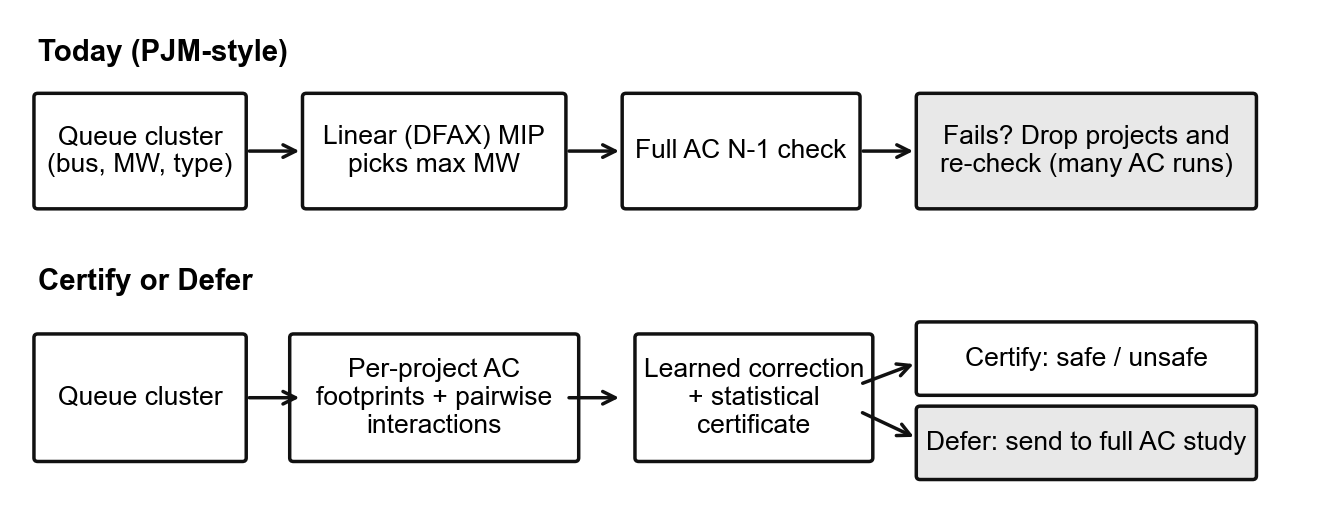 Today (PJM-style)
Queue cluster
(bus, MW, type)
Linear (DFAX) MIP
picks max MW
Full AC N-1 check
Fails? Drop projects and
re-check (many AC runs)
Certify or Defer
Queue cluster
Per-project AC
footprints + pairwise
interactions
Learned correction
+ statistical
certificate
Certify: safe / unsafe
Defer: send to full AC study